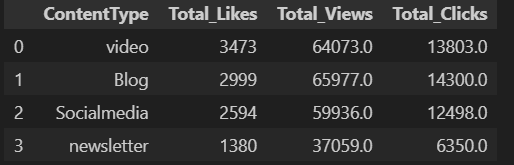 ContentType Total_Likes Total_Views Total_Clicks
0 video 3473 64073.0 13803.0
1 Blog 2999 65977.0 14300.0
2 Socialmedia 2594 59936.0 12498.0
3 newsletter 1380 37059.0 6350.0